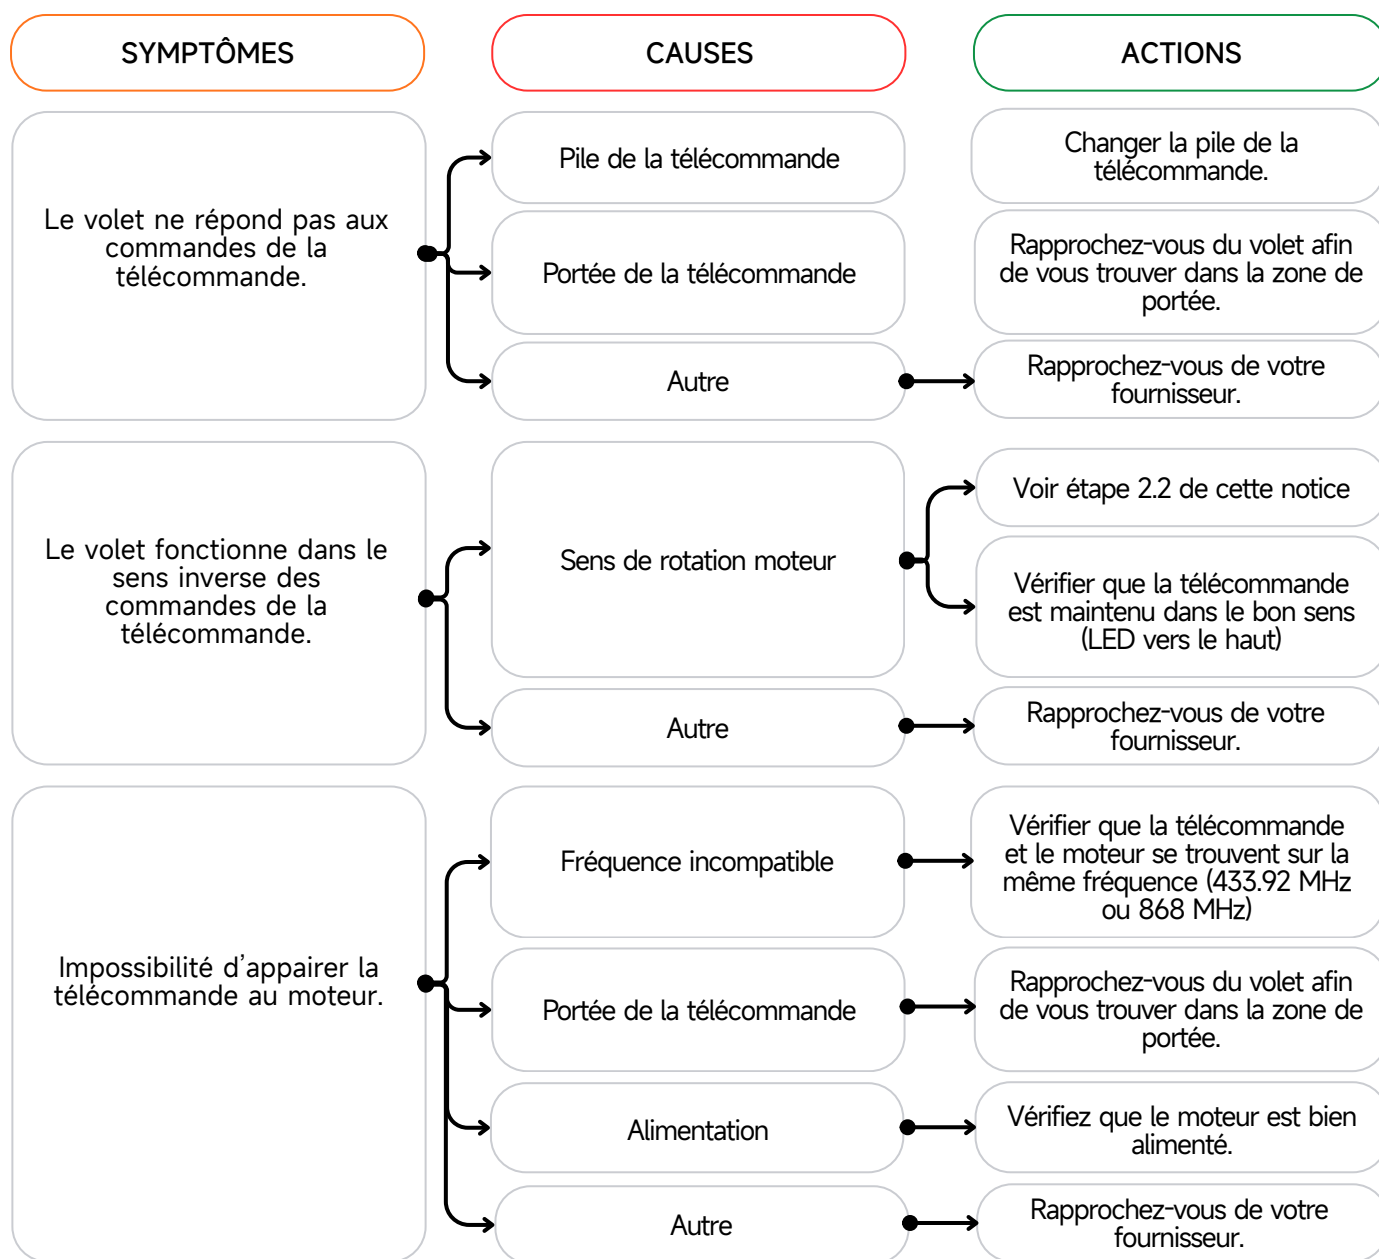 SYMPTÔMES
CAUSES
ACTIONS
Le volet ne répond pas aux
commandes de la
télécommande.
Pile de la télécommande
Changer la pile de la
télécommande.
Portée de la télécommande
Rapprochez-vous du volet afin
de vous trouver dans la zone de
portée.
Autre
Rapprochez-vous de votre
fournisseur.
Le volet fonctionne dans le
sens inverse des
commandes de la
télécommande.
Sens de rotation moteur
Voir étape 2.2 de cette notice
Vérifier que la télécommande
est maintenu dans le bon sens
(LED vers le haut)
Autre
Rapprochez-vous de votre
fournisseur.
Impossibilité d'appairer la
télécommande au moteur.
Fréquence incompatible
Vérifier que la télécommande
et le moteur se trouvent sur la
même fréquence (433.92 MHz
ou 868 MHz)
Portée de la télécommande
Rapprochez-vous du volet afin
de vous trouver dans la zone de
portée.
Alimentation
Vérifiez que le moteur est bien
alimenté.
Autre
Rapprochez-vous de votre
fournisseur.